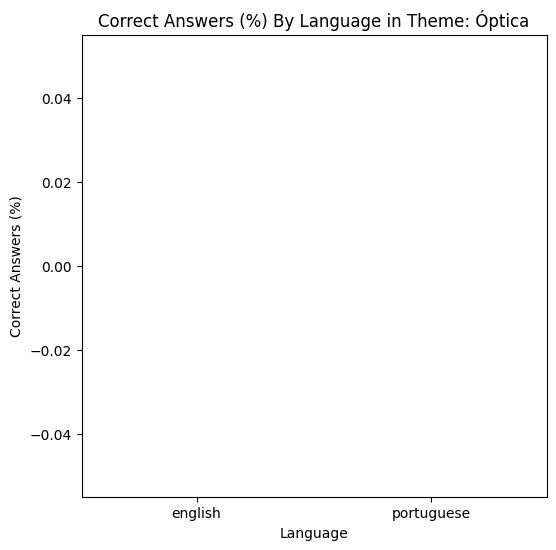 Correct Answers (%) By Language in Theme: Óptica
0.04
0.02
0.00
−0.02
−0.04
Correct Answers (%)
english
portuguese
Language